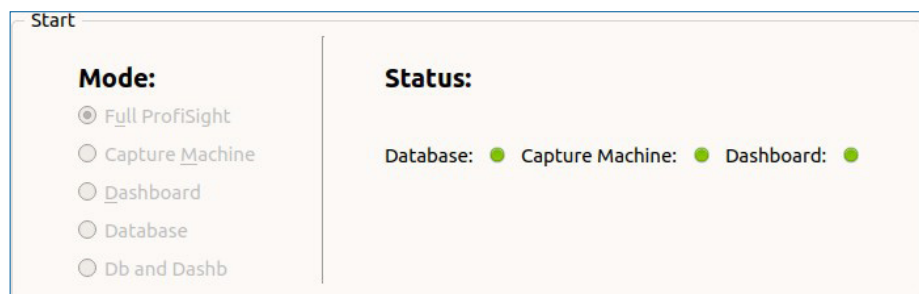 Start
Mode:
Full ProfiSight
Capture Machine
Dashboard
Database
Db and Dashb
Status:
Database: Capture Machine: Dashboard: